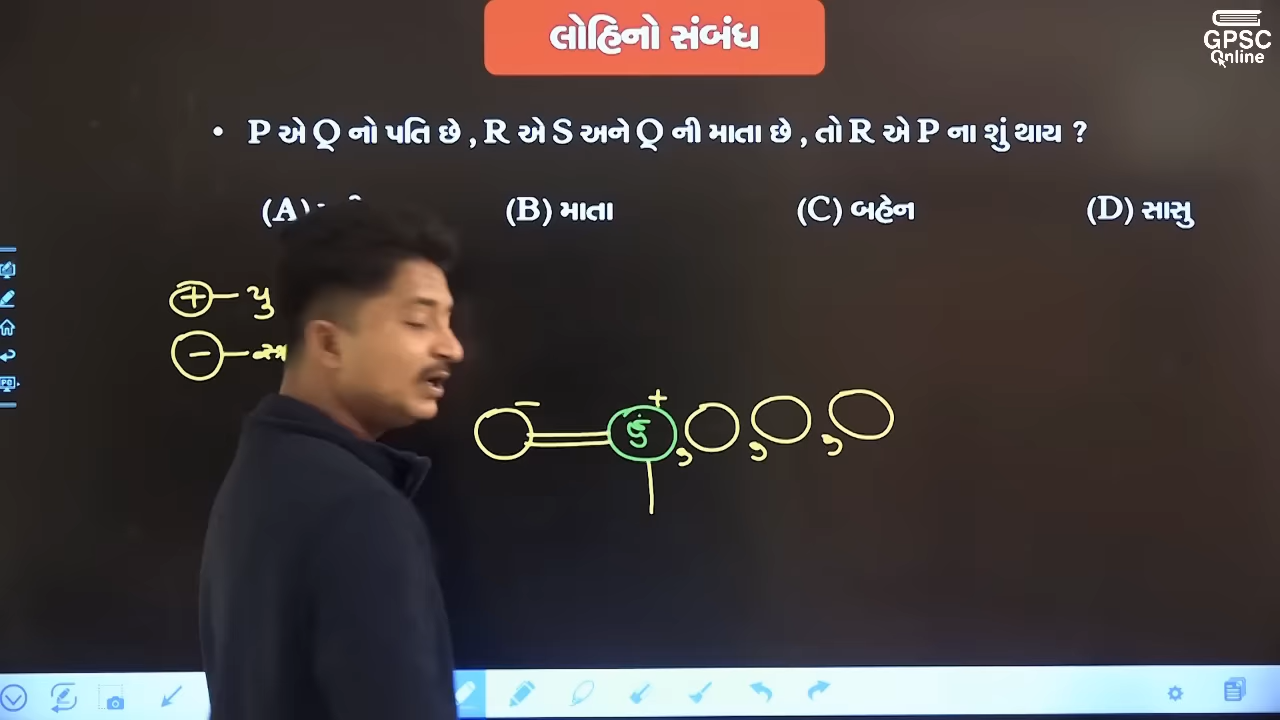 લોહિનો સંબંધ
GPSC
Online
• P એ Q નો પતિ છે , R એ S અને Q ની માતા છે , તો R એ P ના શું થાય ?
(A) (B) માતા (C) બહેન (D) સાસુ
+ પુ
-
- હું +